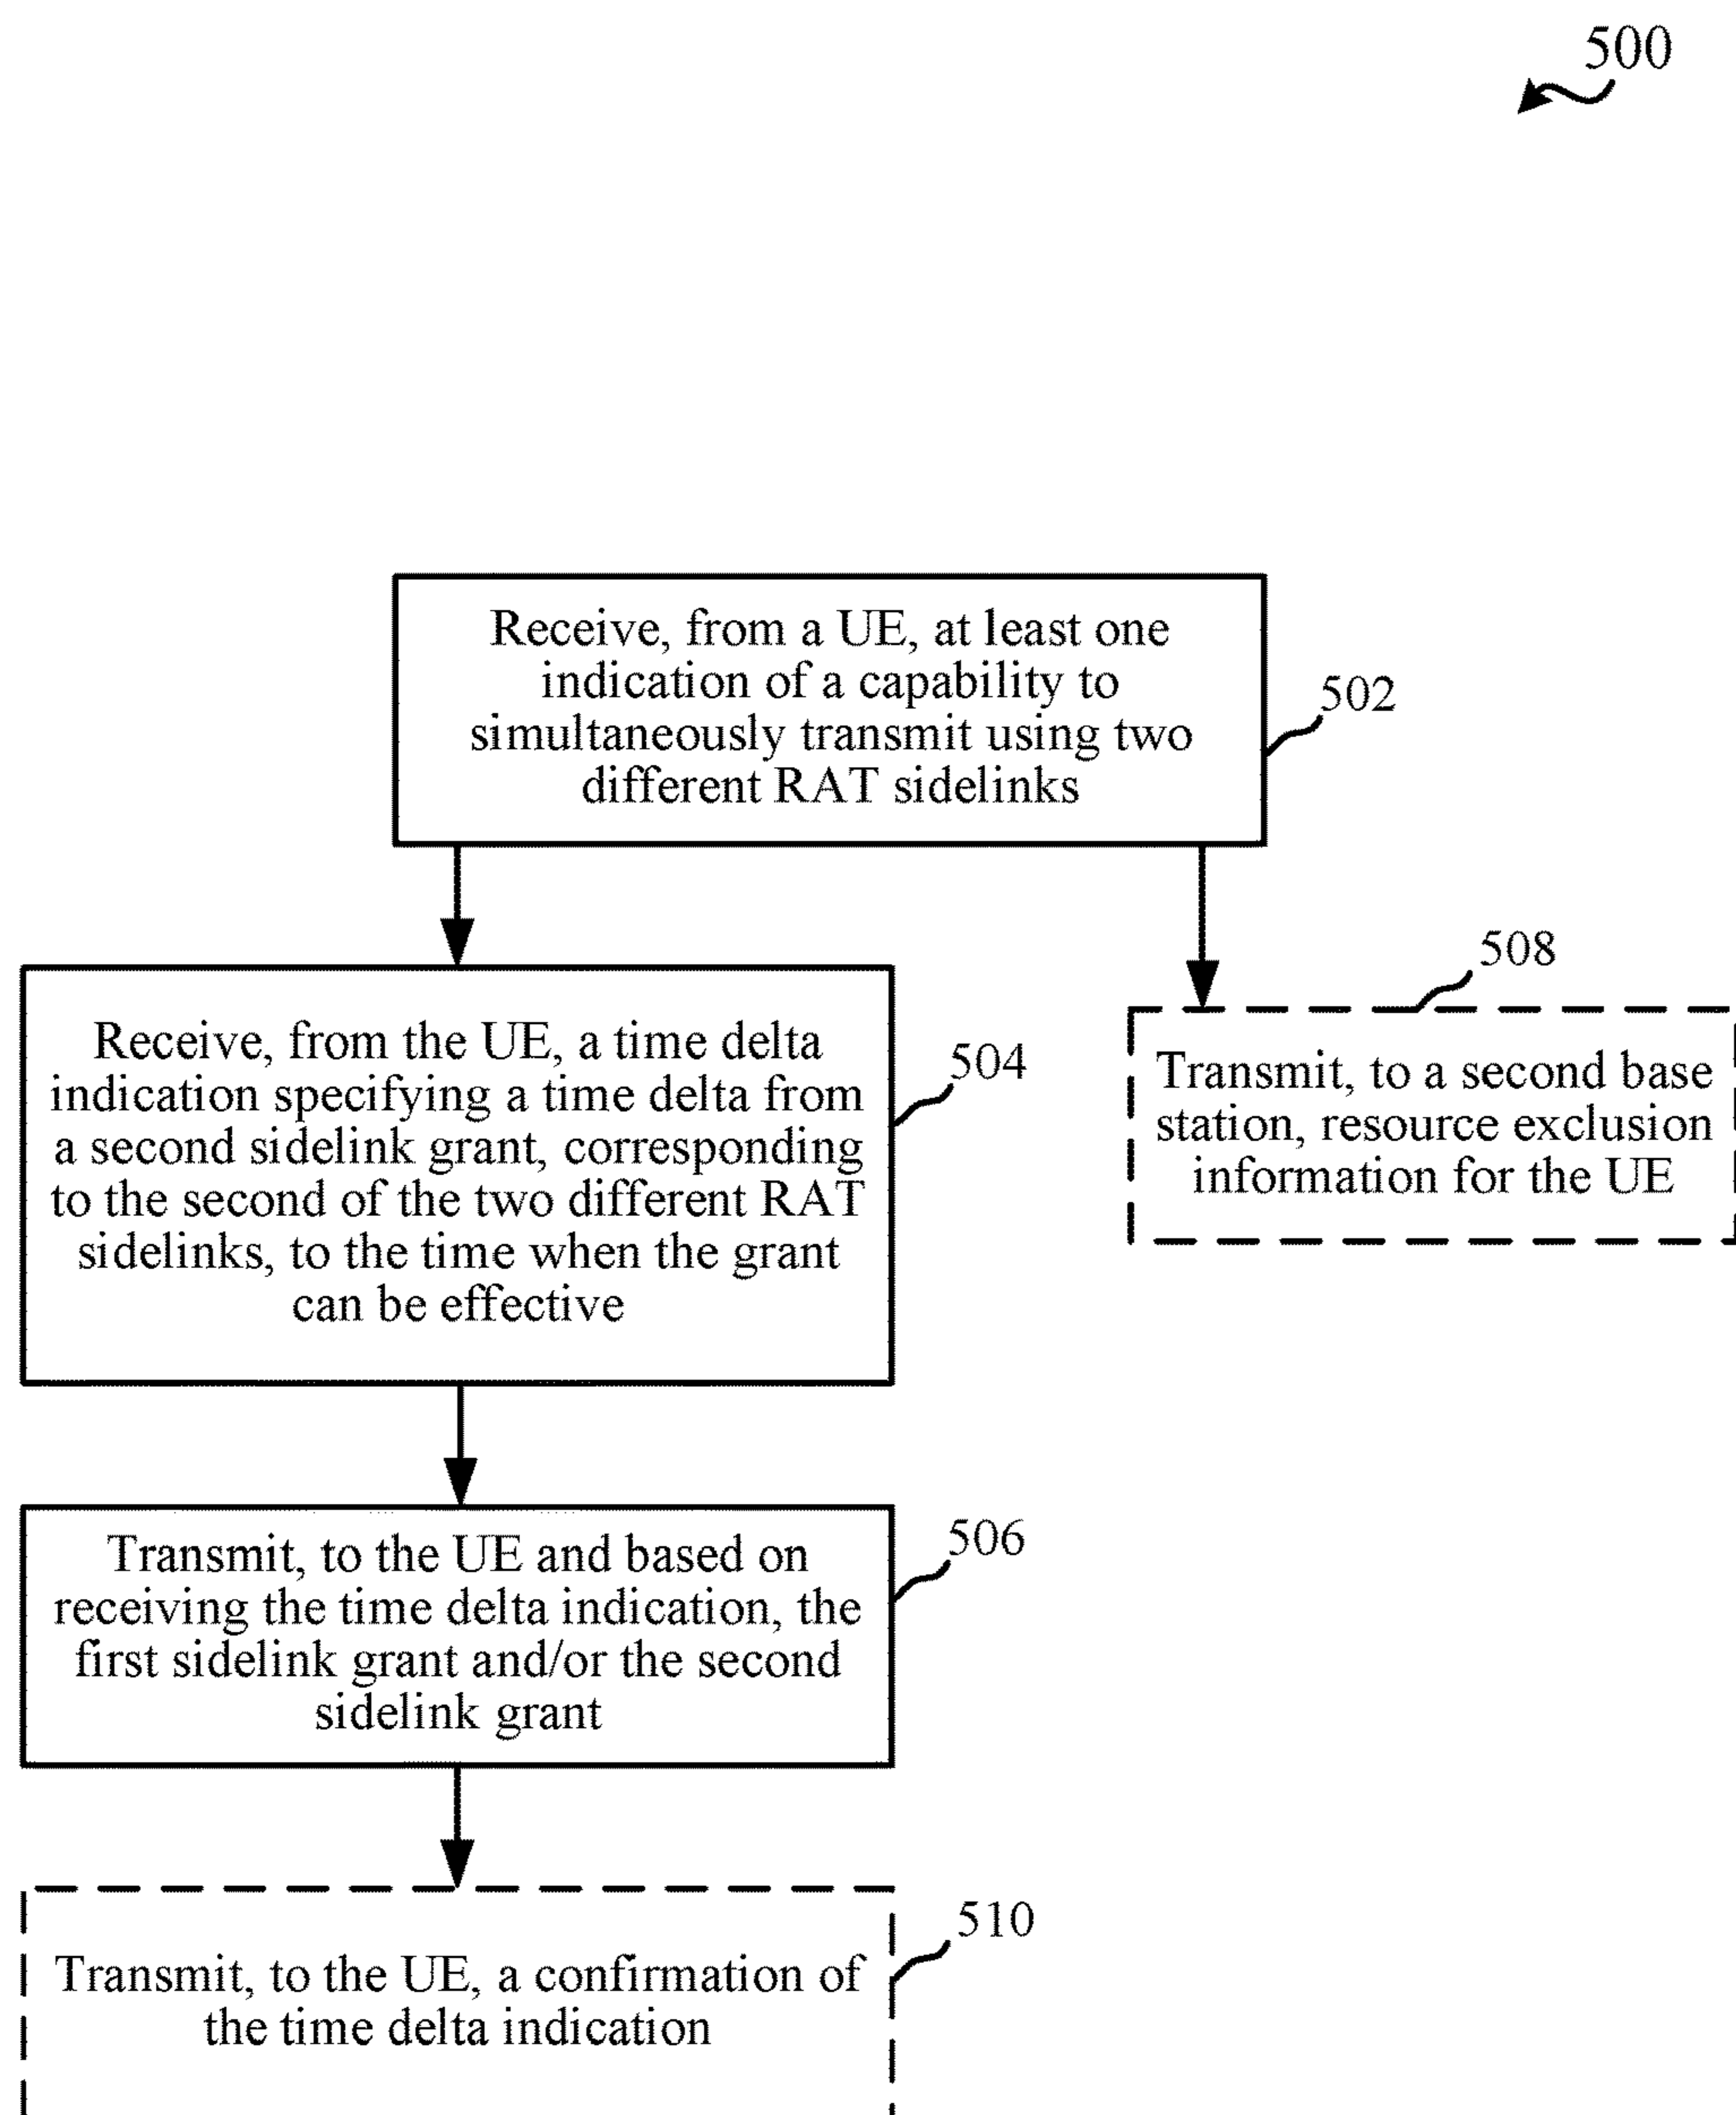 500
Receive, from a UE, at least one
indication of a capability to
simultaneously transmit using two
different RAT sidelinks
502
Receive, from the UE, a time delta
indication specifying a time delta from
a second sidelink grant, corresponding
to the second of the two different RAT
sidelinks, to the time when the grant
can be effective
504
508
Transmit, to a second base
station, resource exclusion
information for the UE
Transmit, to the UE and based on
receiving the time delta indication, the
first sidelink grant and/or the second
sidelink grant
506
Transmit, to the UE, a confirmation of
the time delta indication
510